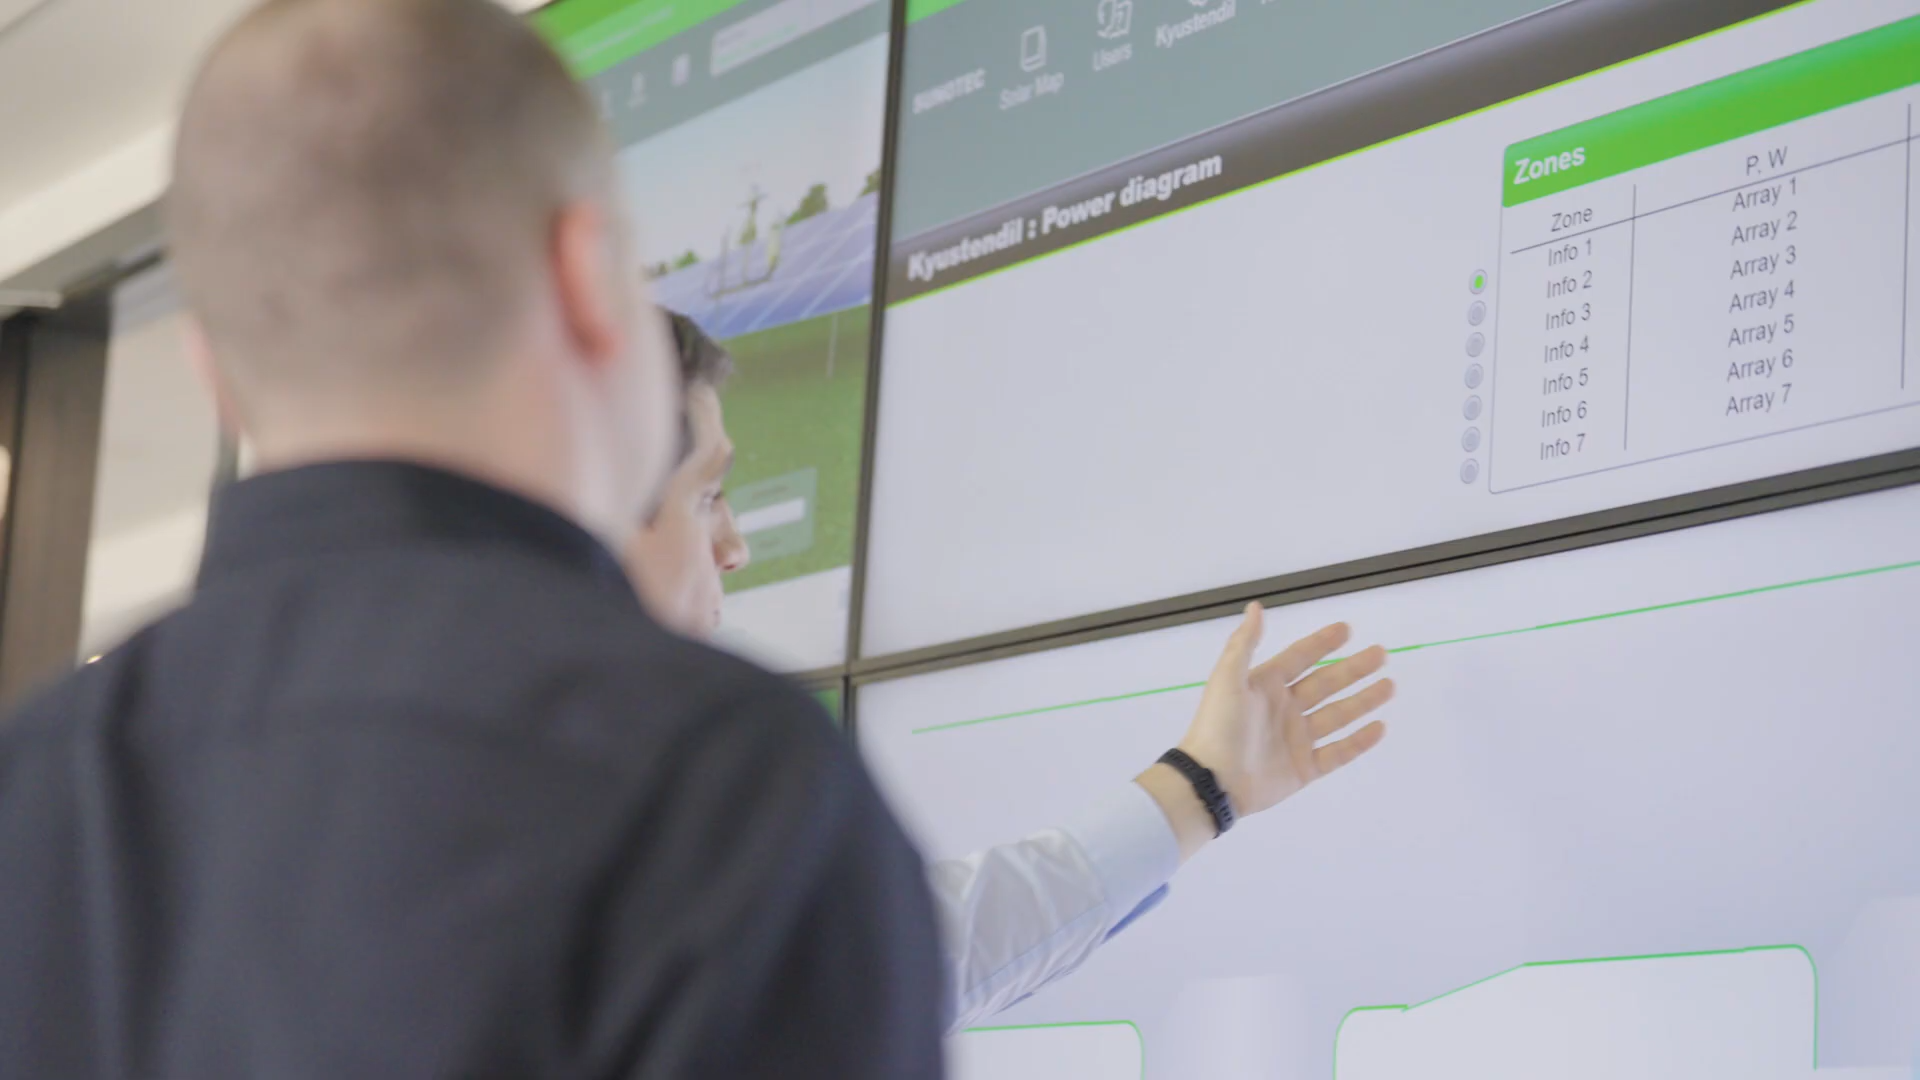 SUNOTEC
Solar Map
Users
Kyustendil
Kyustendil : Power diagram
Zones
Zone P, W
Info 1 Array 1
Info 2 Array 2
Info 3 Array 3
Info 4 Array 4
Info 5 Array 5
Info 6 Array 6
Info 7 Array 7